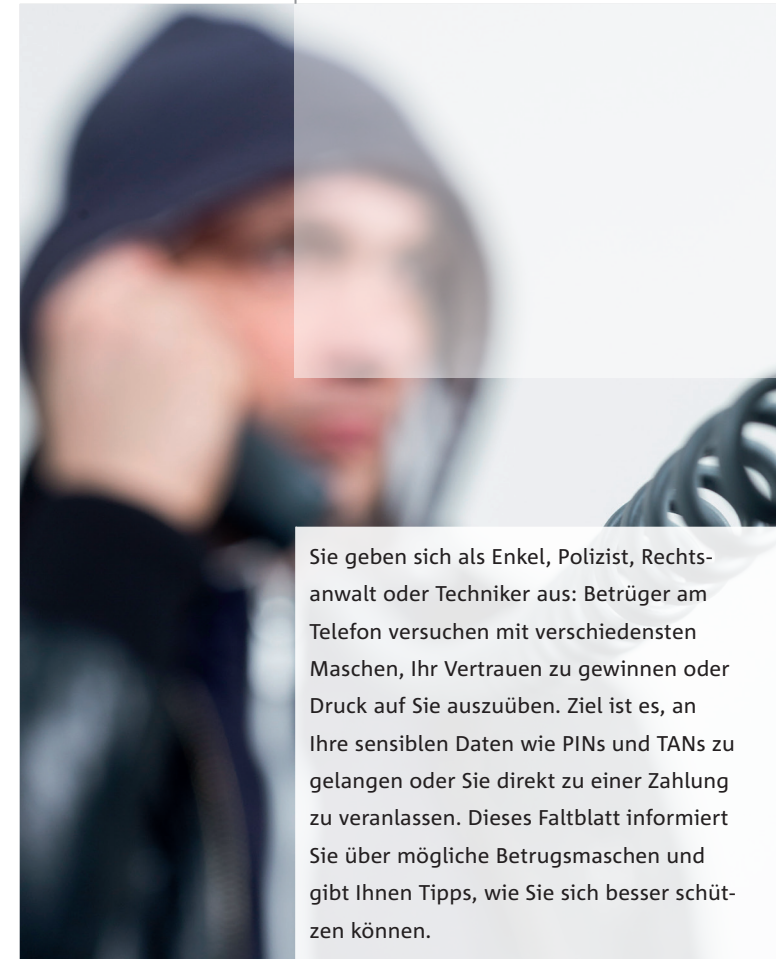 Sie geben sich als Enkel, Polizist, Rechts-
anwalt oder Techniker aus: Betrüger am
Telefon versuchen mit verschiedensten
Maschen, Ihr Vertrauen zu gewinnen oder
Druck auf Sie auszuüben. Ziel ist es, an
Ihre sensiblen Daten wie PINs und TANs zu
gelangen oder Sie direkt zu einer Zahlung
zu veranlassen. Dieses Faltblatt informiert
Sie über mögliche Betrugsmaschen und
gibt Ihnen Tipps, wie Sie sich besser schüt-
zen können.